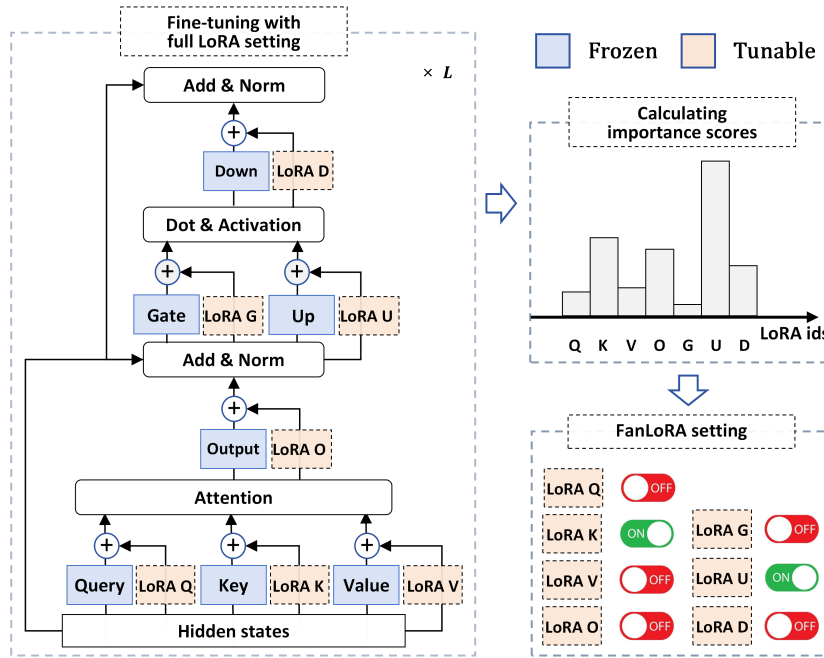 Fine-tuning with
full LoRA setting
× L
Add & Norm
+
Down
LoRA D
Dot & Activation
+
+
Gate
LoRA G
Up
LoRA U
Add & Norm
+
Output
LoRA O
Attention
+
+
+
Query
LoRA Q
Key
LoRA K
Value
LoRA V
Hidden states
Frozen
Tunable
Calculating
importance scores
LoRA ids
Q K V O G U D
FanLoRA setting
LoRA Q
OFF
LoRA K
ON
LoRA G
OFF
LoRA V
OFF
LoRA U
ON
LoRA O
OFF
LoRA D
OFF